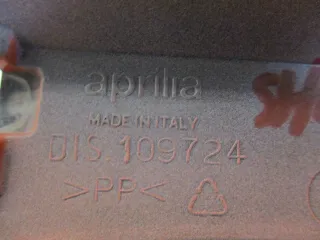 aprilia
MADE IN ITALY
DIS. 109724
>PP<